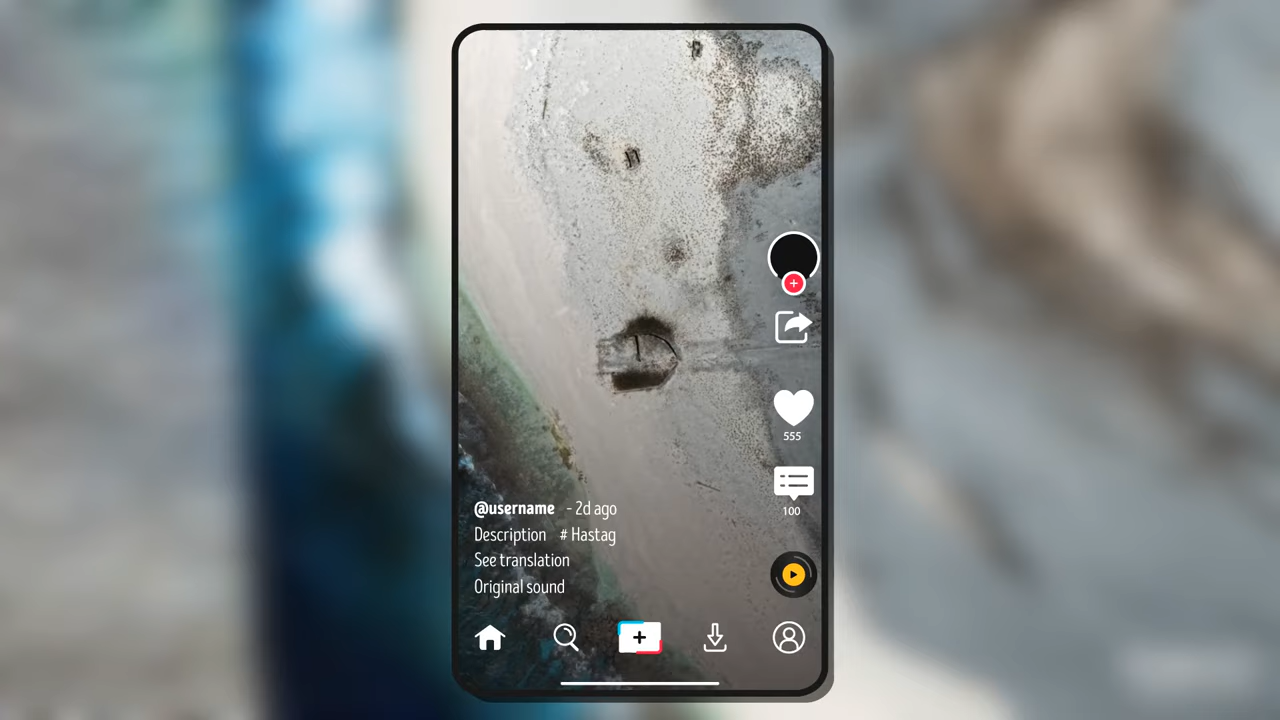 555
100
@username - 2d ago
Description # Hastag
See translation
Original sound